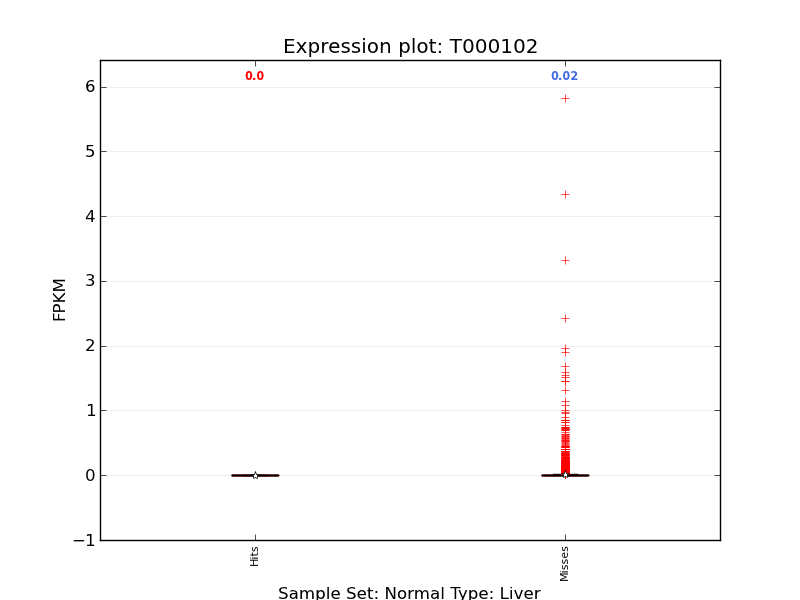 Expression plot: T000102
0.0
0.02
6
5
4
3
2
1
0
−1
FPKM
Hits
Misses
Sample Set: Normal Type: Liver